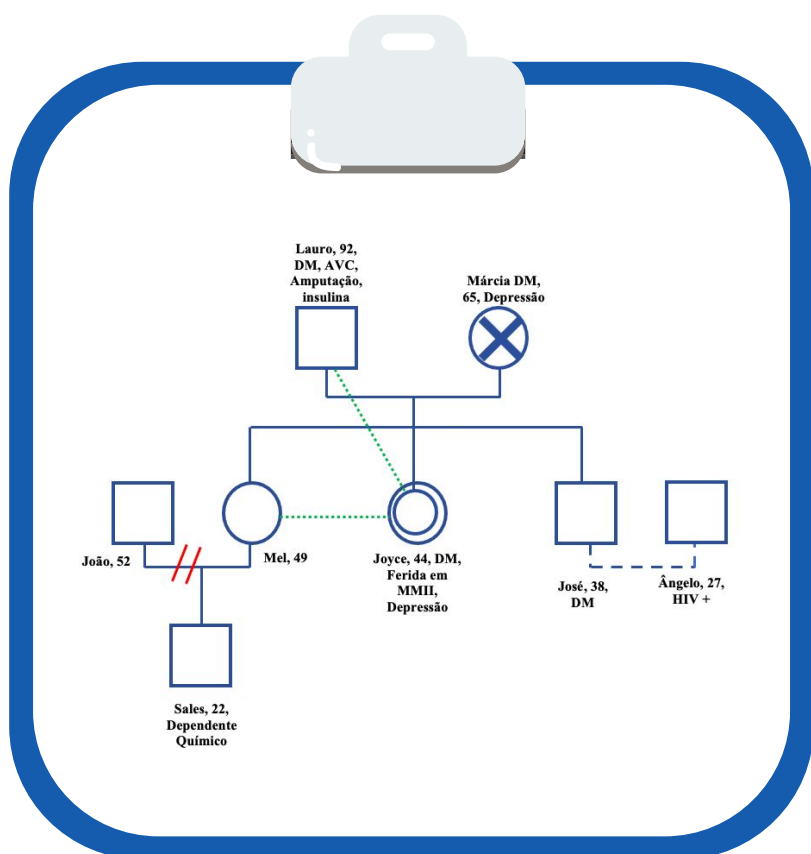 Lauro, 92,
DM, AVC,
Amputação,
insulina
Márcia DM,
65, Depressão
João, 52
Mel, 49
Joyce, 44, DM,
Ferida em
MMII,
Depressão
José, 38,
DM
Ângelo, 27,
HIV +
Sales, 22,
Dependente
Químico